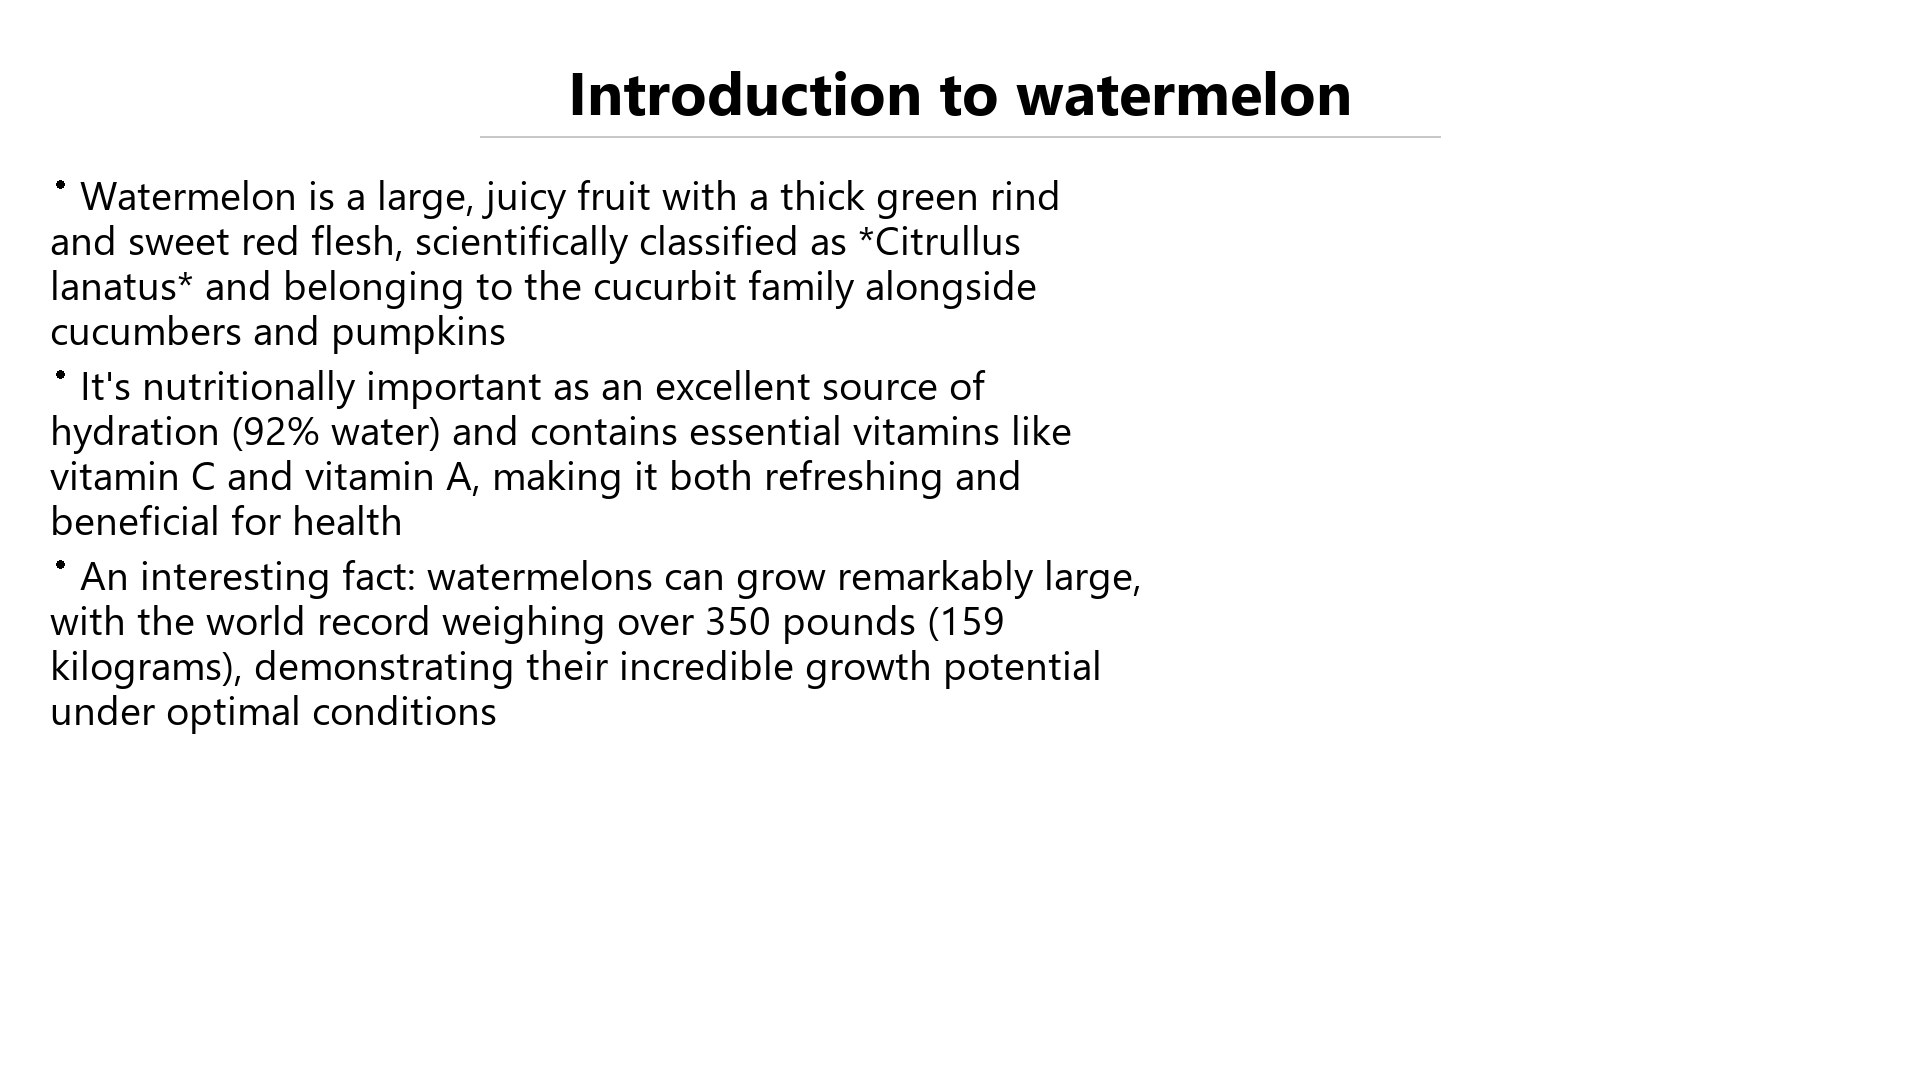 Introduction to watermelon
• Watermelon is a large, juicy fruit with a thick green rind
and sweet red flesh, scientifically classified as *Citrullus
lanatus* and belonging to the cucurbit family alongside
cucumbers and pumpkins
• It's nutritionally important as an excellent source of
hydration (92% water) and contains essential vitamins like
vitamin C and vitamin A, making it both refreshing and
beneficial for health
• An interesting fact: watermelons can grow remarkably large,
with the world record weighing over 350 pounds (159
kilograms), demonstrating their incredible growth potential
under optimal conditions